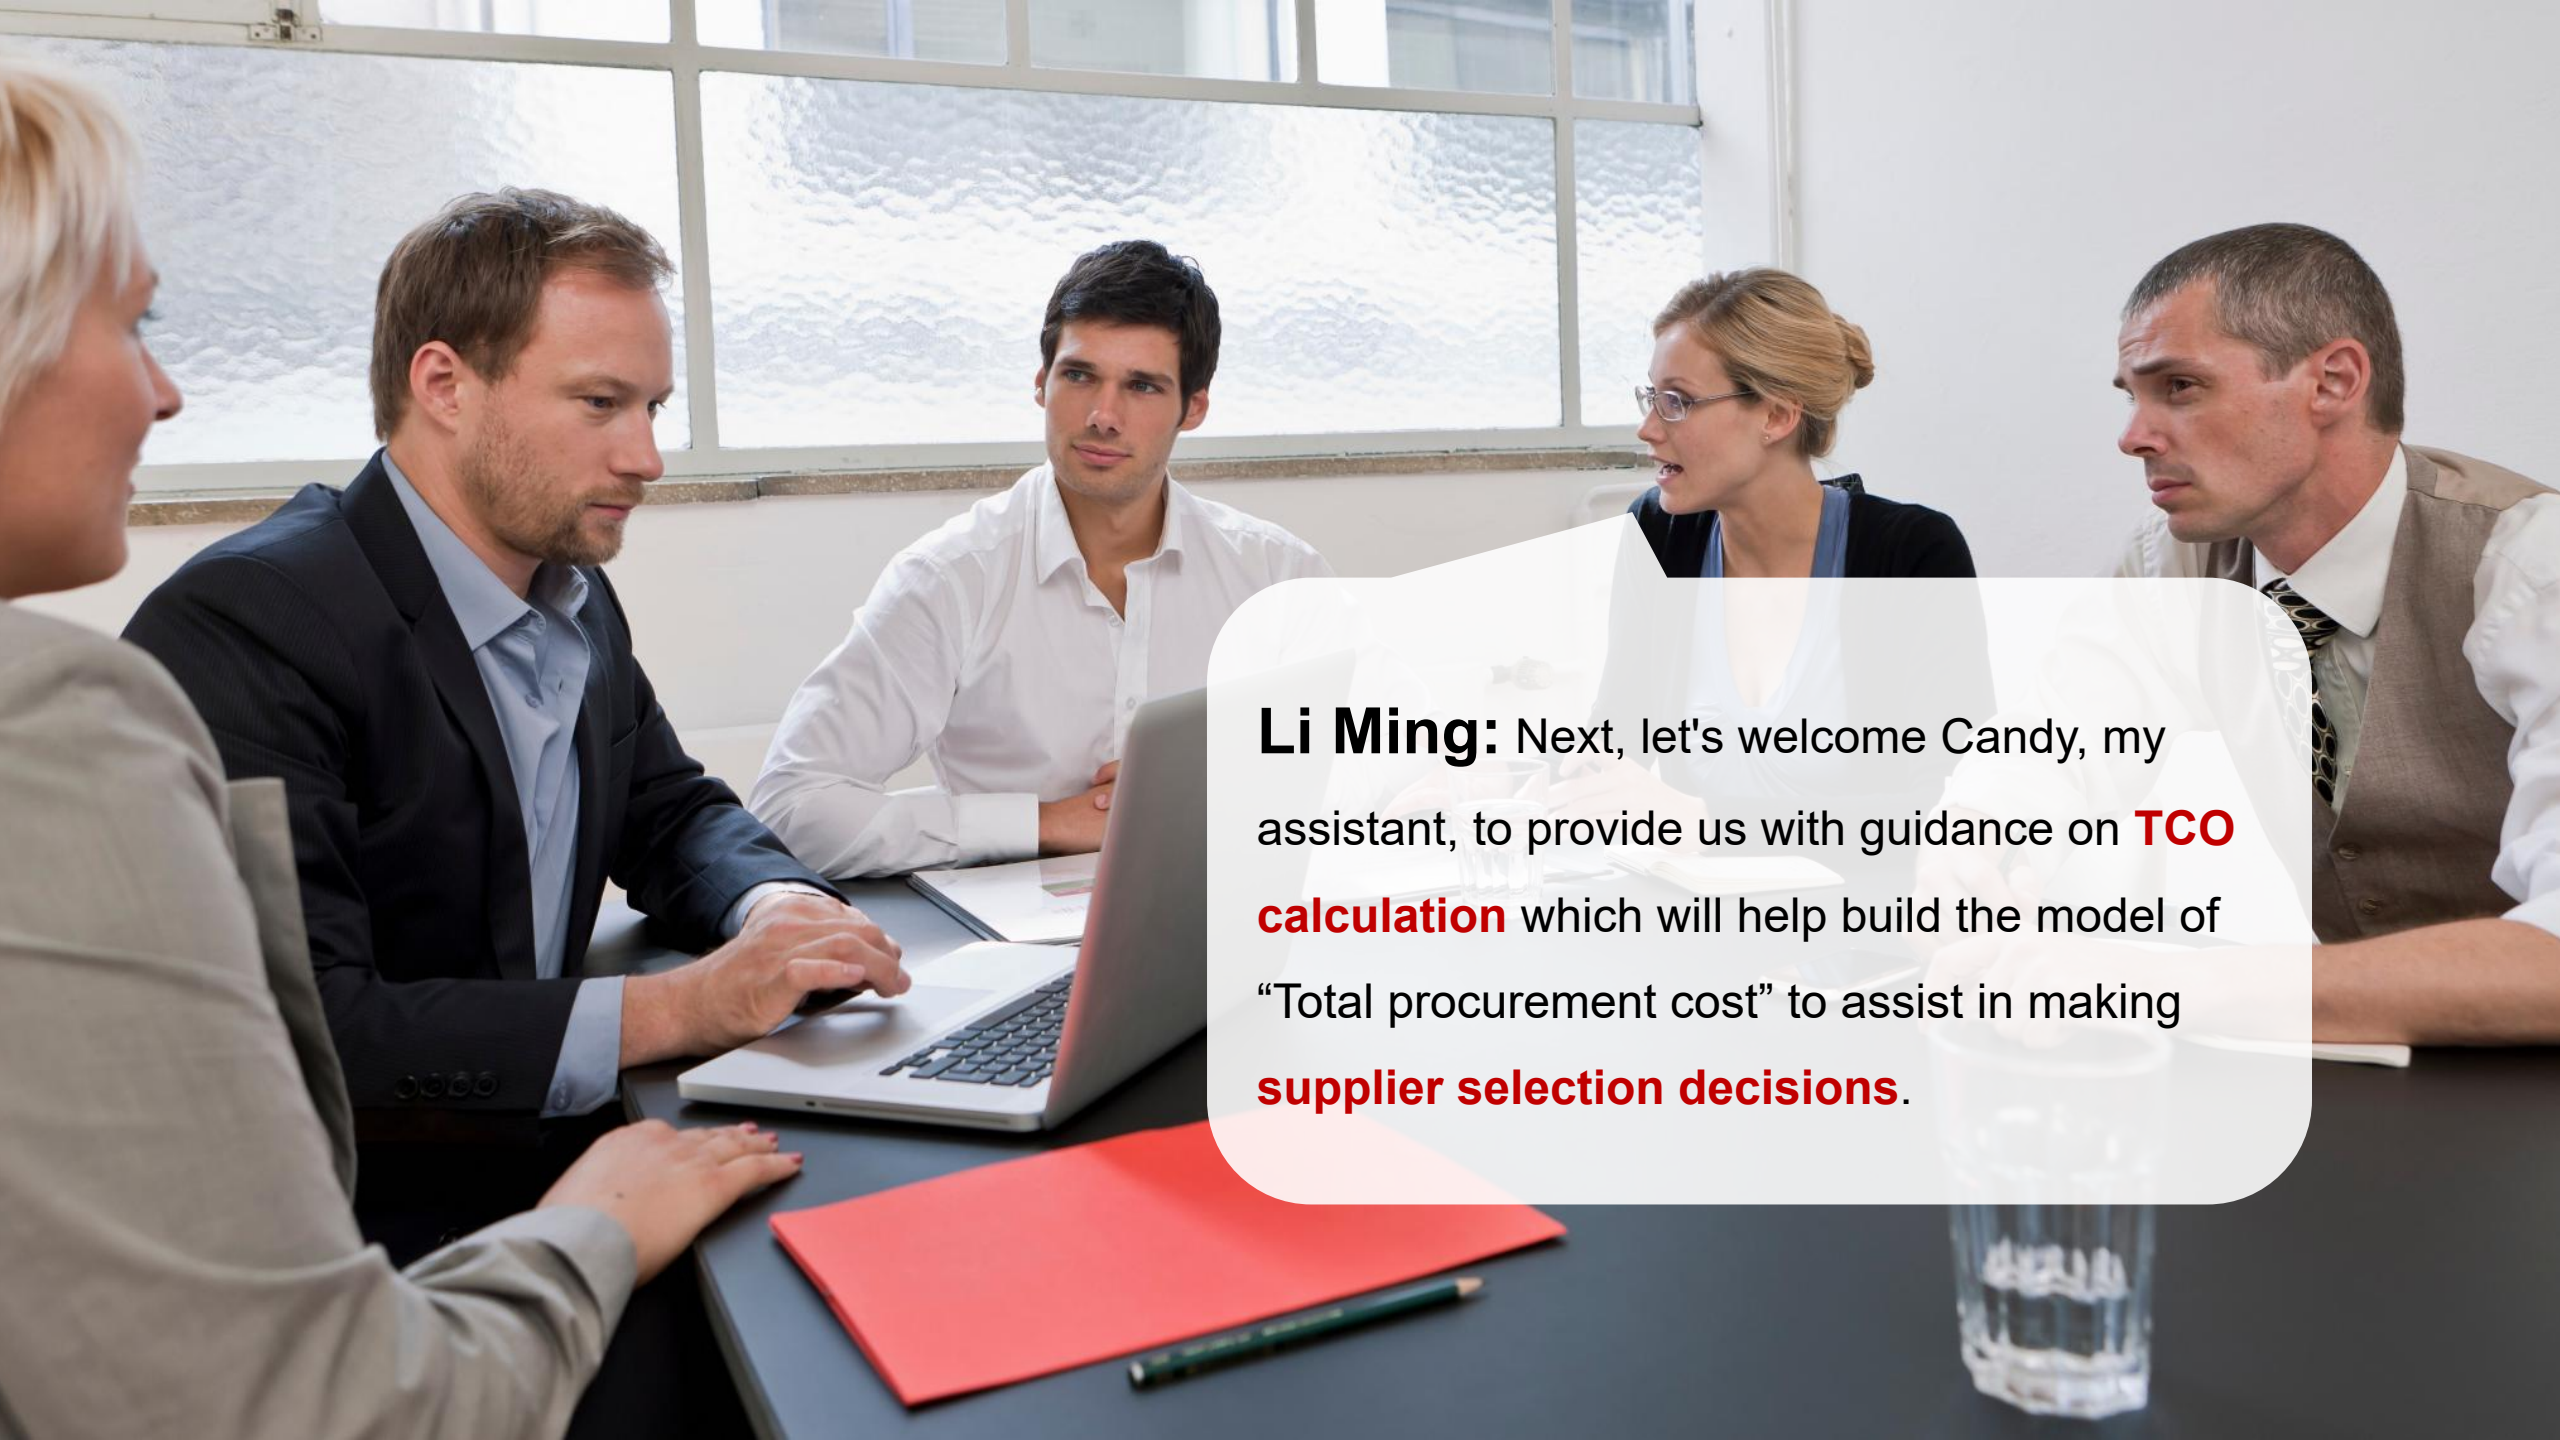 Li Ming: Next, let's welcome Candy, my
assistant, to provide us with guidance on TCO
calculation which will help build the model of
“Total procurement cost” to assist in making
supplier selection decisions.